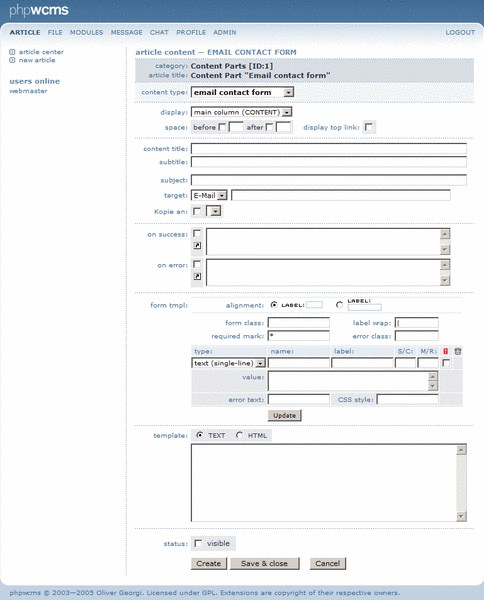 phpwcms
ARTICLE FILE MODULES MESSAGE CHAT PROFILE ADMIN LOGOUT
article center
new article
users online
webmaster
article content — EMAIL CONTACT FORM
category: Content Parts [ID:1]
article title: Content Part "Email contact form"
content type: email contact form
display: main column (CONTENT)
space: before after display top link:
content title:
subtitle:
subject:
target: E-Mail
Kopie an:
on success:
on error:
form tmpl: alignment: LABEL: LABEL:
form class: label wrap: |
required mark: * error class:
type: name: label: S/C: M/R:
text (single-line)
value:
error text: CSS style:
Update
template: TEXT HTML
status: visible
Create Save & close Cancel
phpwcms © 2003—2005 Oliver Georgi. Licensed under GPL. Extensions are copyright of their respective owners.